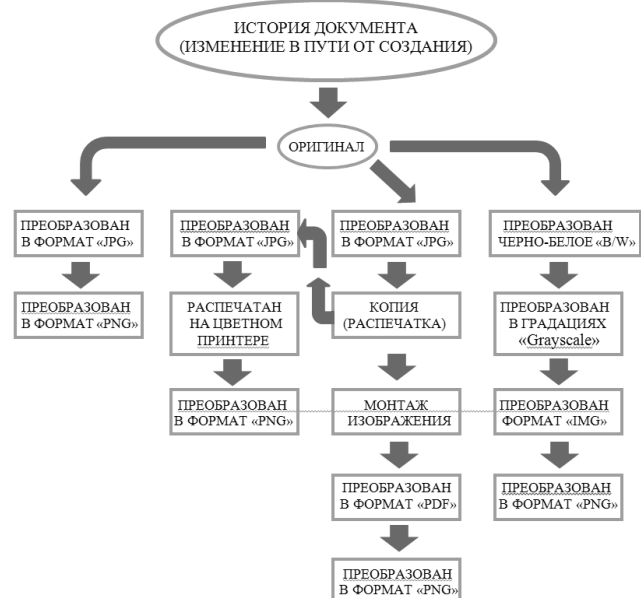 ИСТОРИЯ ДОКУМЕНТА
(ИЗМЕНЕНИЕ В ПУТИ ОТ СОЗДАНИЯ)
ОРИГИНАЛ
ПРЕОБРАЗОВАН
В ФОРМАТ «JPG»
ПРЕОБРАЗОВАН
В ФОРМАТ «PNG»
ПРЕОБРАЗОВАН
В ФОРМАТ «JPG»
РАСПЕЧАТАН
НА ЦВЕТНОМ
ПРИНТЕРЕ
ПРЕОБРАЗОВАН
В ФОРМАТ «PNG»
ПРЕОБРАЗОВАН
В ФОРМАТ «JPG»
КОПИЯ
(РАСПЕЧАТКА)
МОНТАЖ
ИЗОБРАЖЕНИЯ
ПРЕОБРАЗОВАН
В ФОРМАТ «PDF»
ПРЕОБРАЗОВАН
В ФОРМАТ «PNG»
ПРЕОБРАЗОВАН
ЧЕРНО-БЕЛОЕ «B/W»
ПРЕОБРАЗОВАН
В ГРАДАЦИЯХ
«Grayscale»
ПРЕОБРАЗОВАН
ФОРМАТ «IMG»
ПРЕОБРАЗОВАН
В ФОРМАТ «PNG»